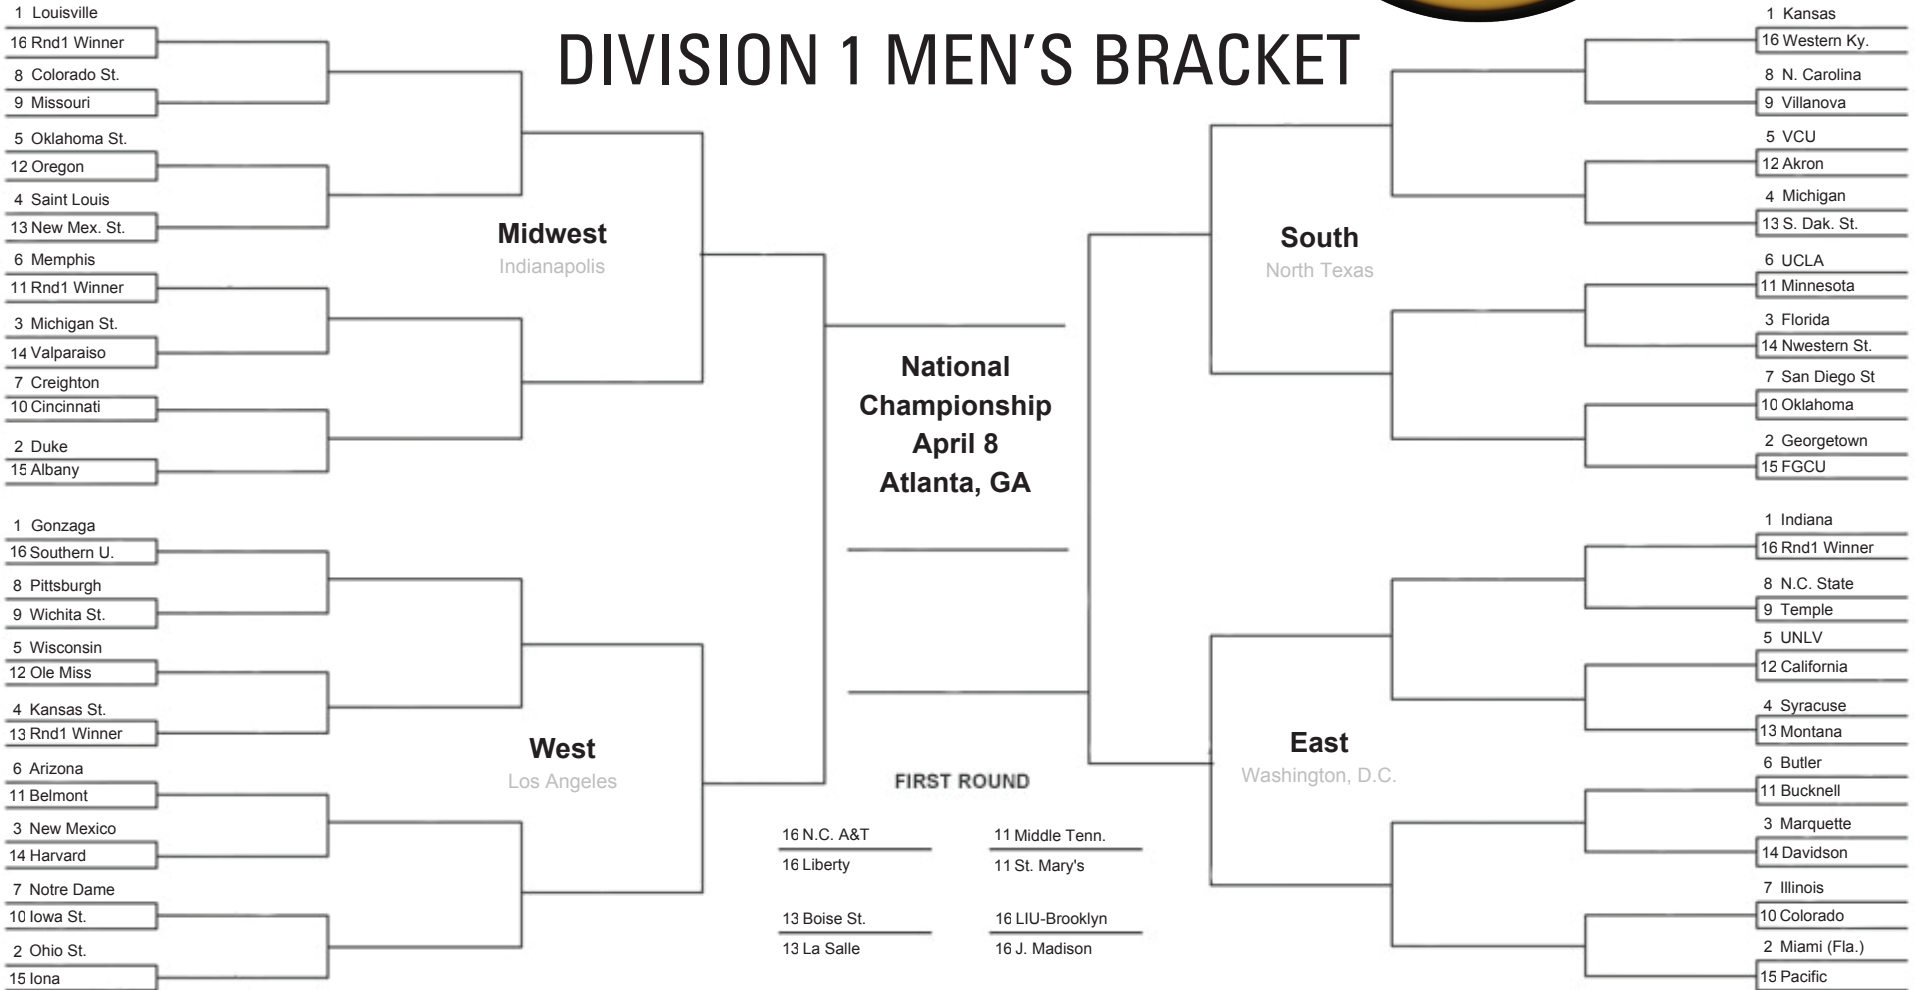 DIVISION 1 MEN’S BRACKET
1 Louisville
16 Rnd1 Winner
8 Colorado St.
9 Missouri
5 Oklahoma St.
12 Oregon
4 Saint Louis
13 New Mex. St.
6 Memphis
11 Rnd1 Winner
3 Michigan St.
14 Valparaiso
7 Creighton
10 Cincinnati
2 Duke
15 Albany
Midwest
Indianapolis
1 Gonzaga
16 Southern U.
8 Pittsburgh
9 Wichita St.
5 Wisconsin
12 Ole Miss
4 Kansas St.
13 Rnd1 Winner
6 Arizona
11 Belmont
3 New Mexico
14 Harvard
7 Notre Dame
10 Iowa St.
2 Ohio St.
15 Iona
West
Los Angeles
National
Championship
April 8
Atlanta, GA
FIRST ROUND
16 N.C. A&T
16 Liberty
11 Middle Tenn.
11 St. Mary's
13 Boise St.
13 La Salle
16 LIU-Brooklyn
16 J. Madison
South
North Texas
1 Kansas
16 Western Ky.
8 N. Carolina
9 Villanova
5 VCU
12 Akron
4 Michigan
13 S. Dak. St.
6 UCLA
11 Minnesota
3 Florida
14 Nwestern St.
7 San Diego St
10 Oklahoma
2 Georgetown
15 FGCU
East
Washington, D.C.
1 Indiana
16 Rnd1 Winner
8 N.C. State
9 Temple
5 UNLV
12 California
4 Syracuse
13 Montana
6 Butler
11 Bucknell
3 Marquette
14 Davidson
7 Illinois
10 Colorado
2 Miami (Fla.)
15 Pacific